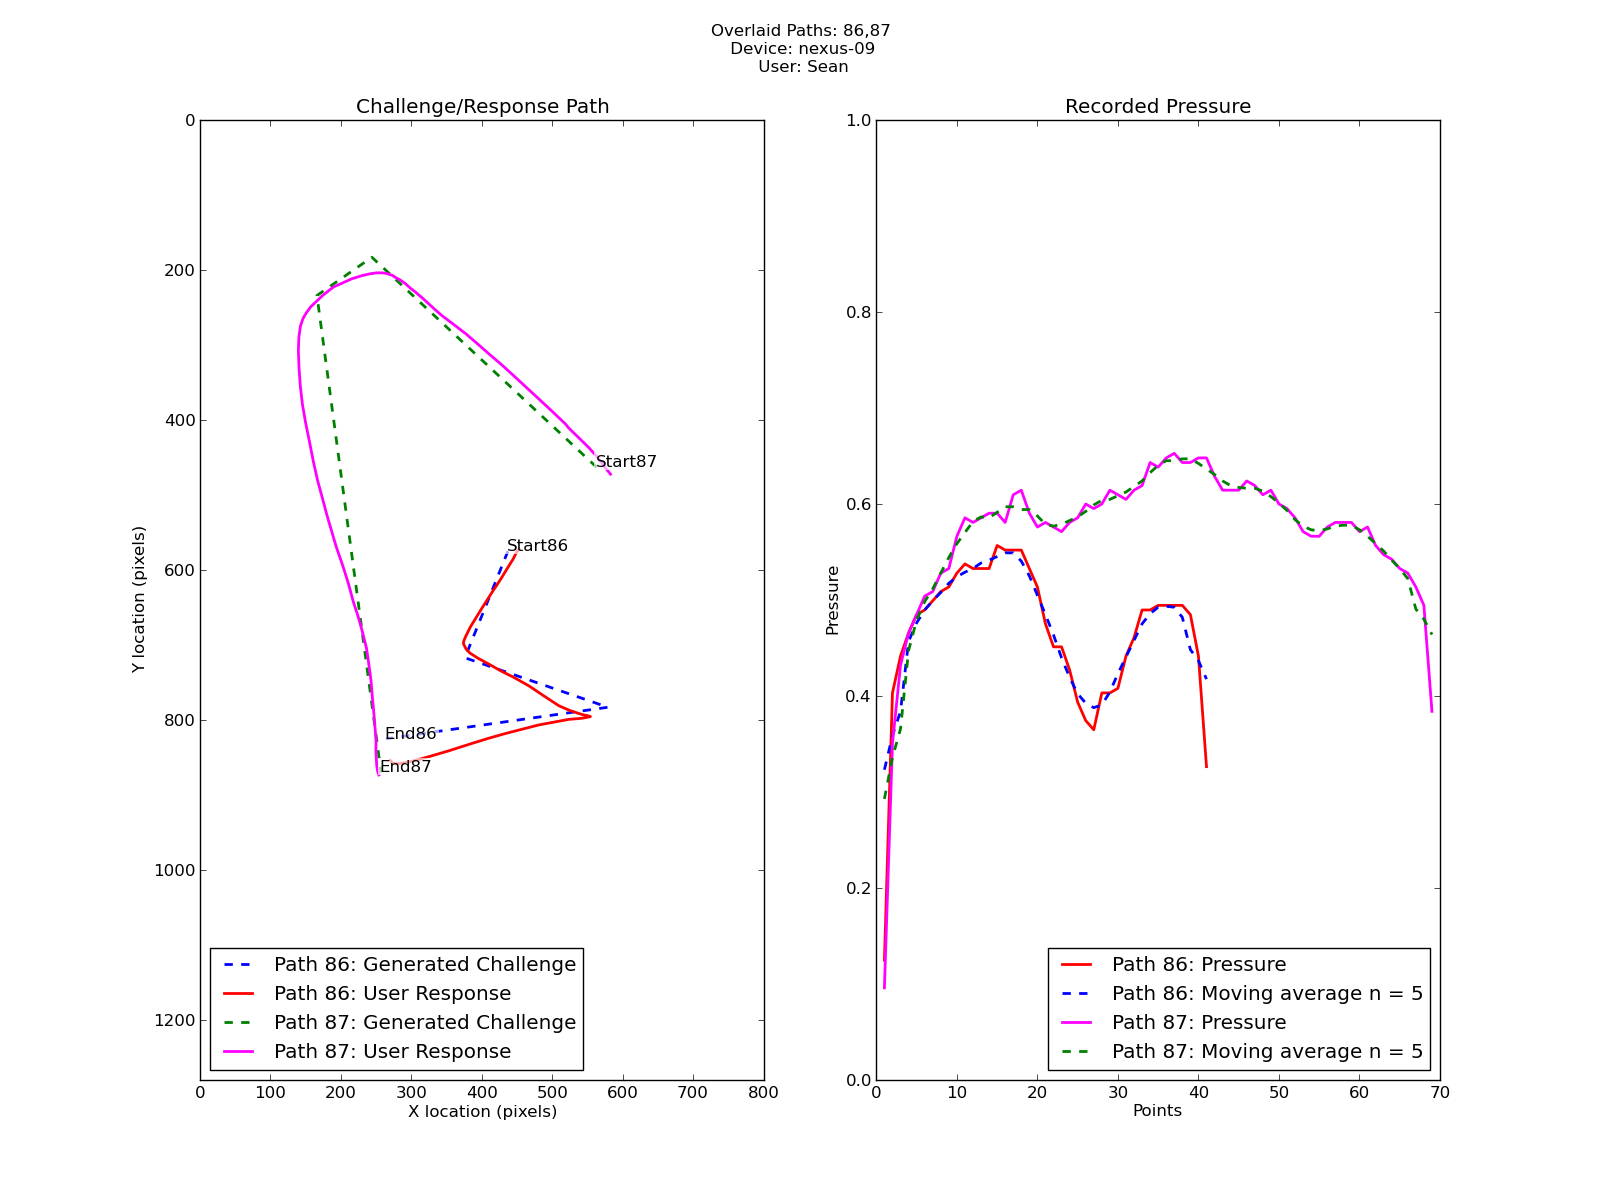 Overlaid Paths: 86,87
Device: nexus-09
User: Sean
Challenge/Response Path
0
200
400
600
800
1000
1200
Y location (pixels)
Start87
Start86
End86
End87
Path 86: Generated Challenge
Path 86: User Response
Path 87: Generated Challenge
Path 87: User Response
0 100 200 300 400 500 600 700 800
X location (pixels)
Recorded Pressure
1.0
0.8
0.6
0.4
0.2
0.0
Pressure
Path 86: Pressure
Path 86: Moving average n = 5
Path 87: Pressure
Path 87: Moving average n = 5
0 10 20 30 40 50 60 70
Points